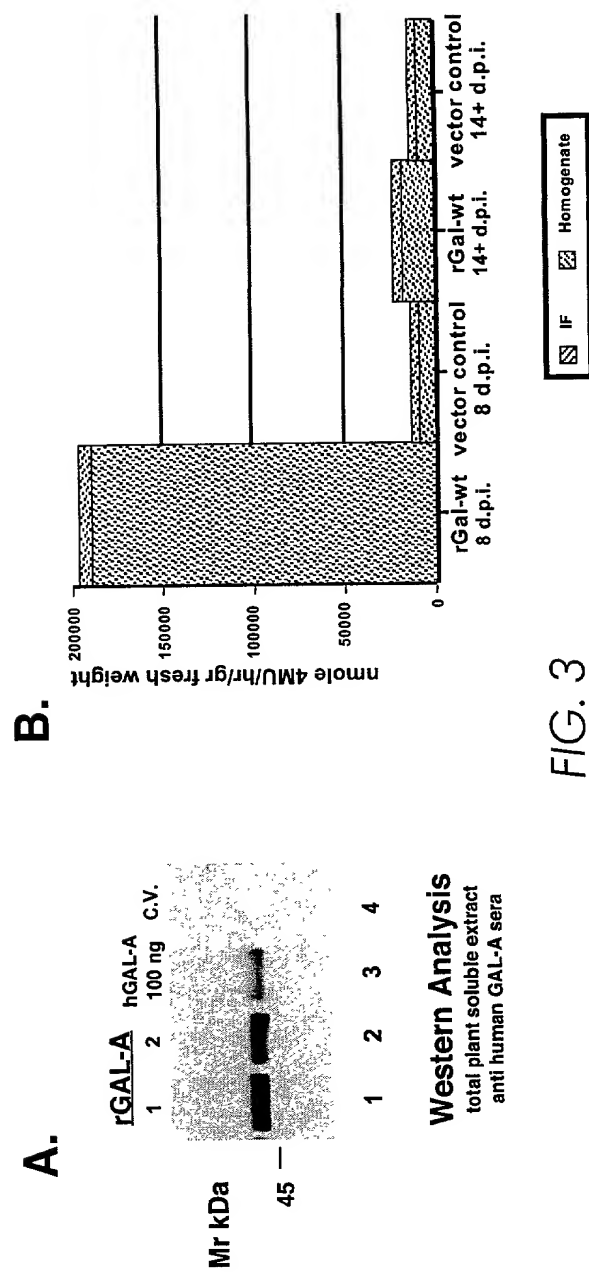 A.
rGAL-A
hGAL-A
1 2 100 ng C.V.
Mr kDa
45 —
1 2 3 4
Western Analysis
total plant soluble extract
anti human GAL-A sera
B.
nmole 4MU/hr/gr fresh weight
200000
150000
100000
50000
0
rGal-wt
8 d.p.i.
vector control
8 d.p.i.
rGal-wt
14+ d.p.i.
vector control
14+ d.p.i.
IF Homogenate
FIG. 3